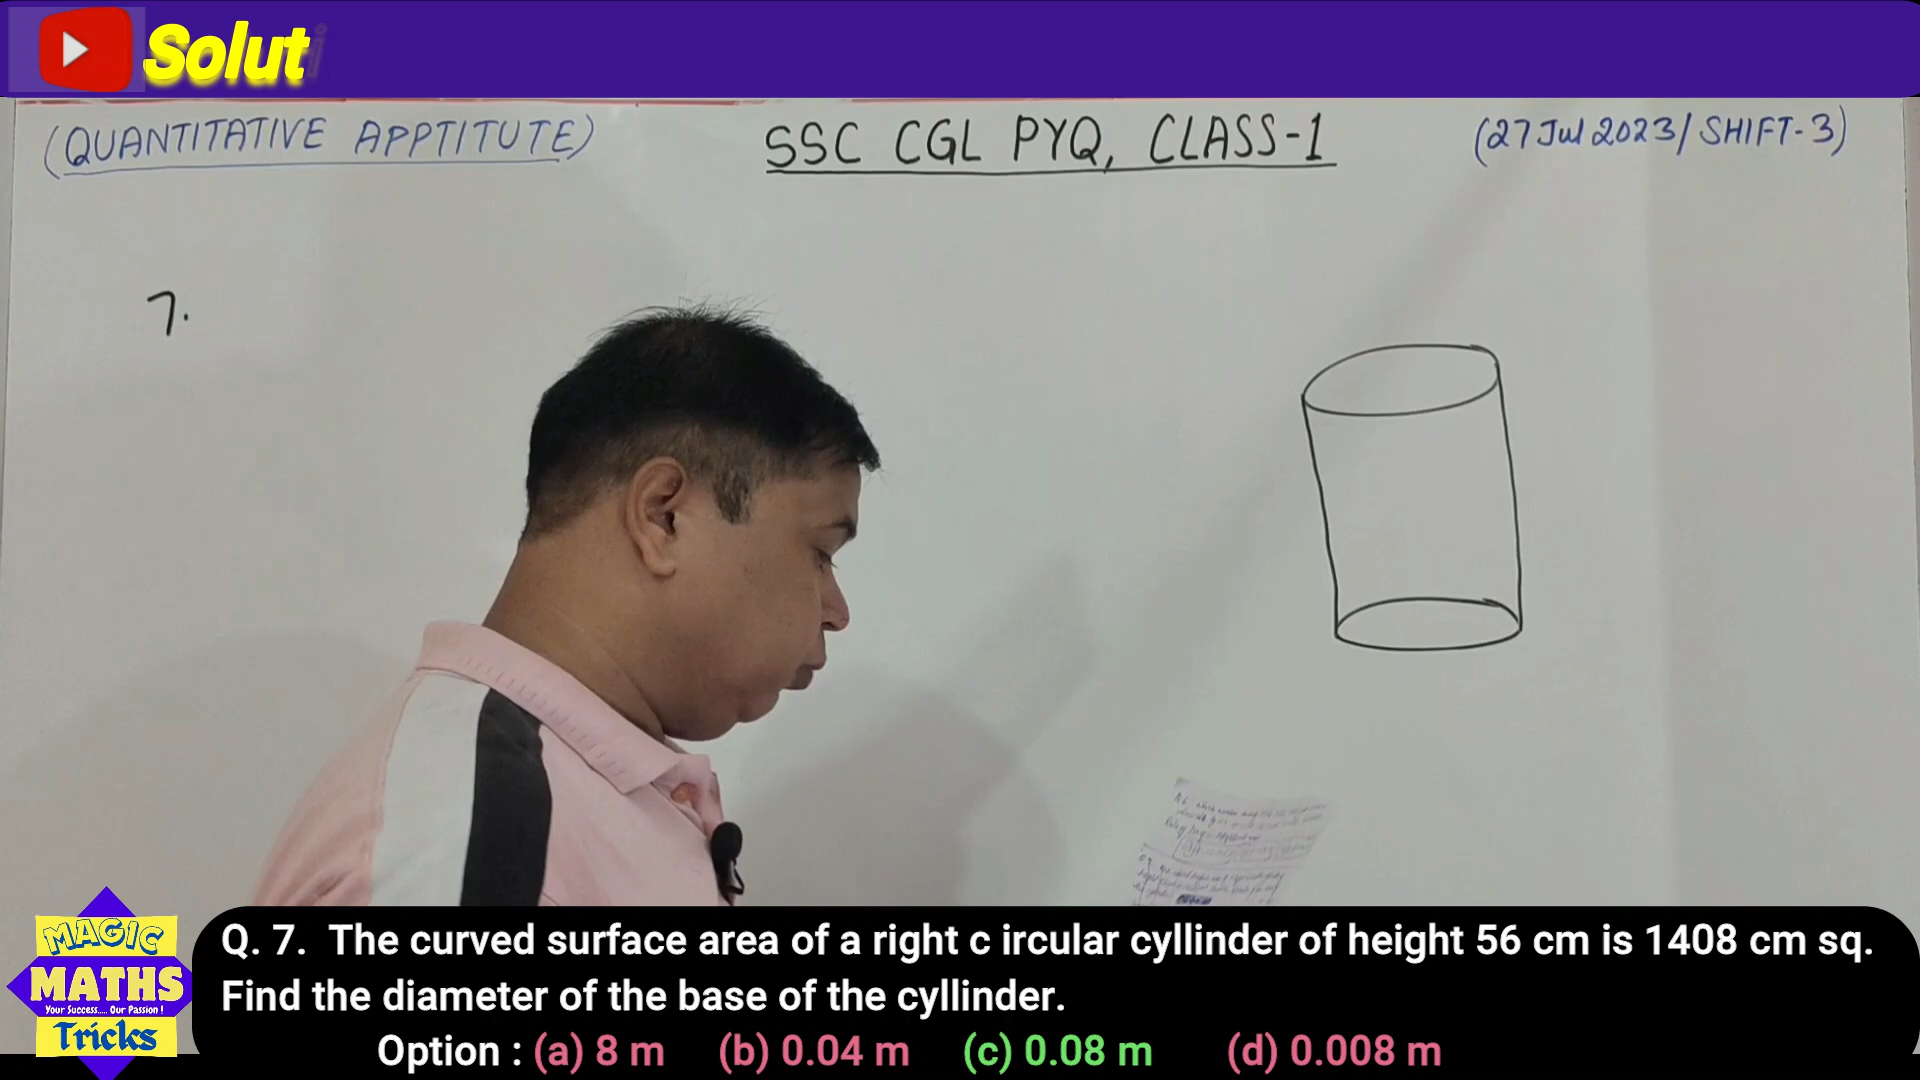 Solut
(QUANTITATIVE APPTITUTE)
SSC CGL PYQ, CLASS-1
(27 Jul 2023/ SHIFT-3)
7.
MAGIC
MATHS
Your Success.... Our Passion !
Tricks
Q. 7. The curved surface area of a right c ircular cyllinder of height 56 cm is 1408 cm sq.
Find the diameter of the base of the cyllinder.
Option : (a) 8 m (b) 0.04 m (c) 0.08 m (d) 0.008 m